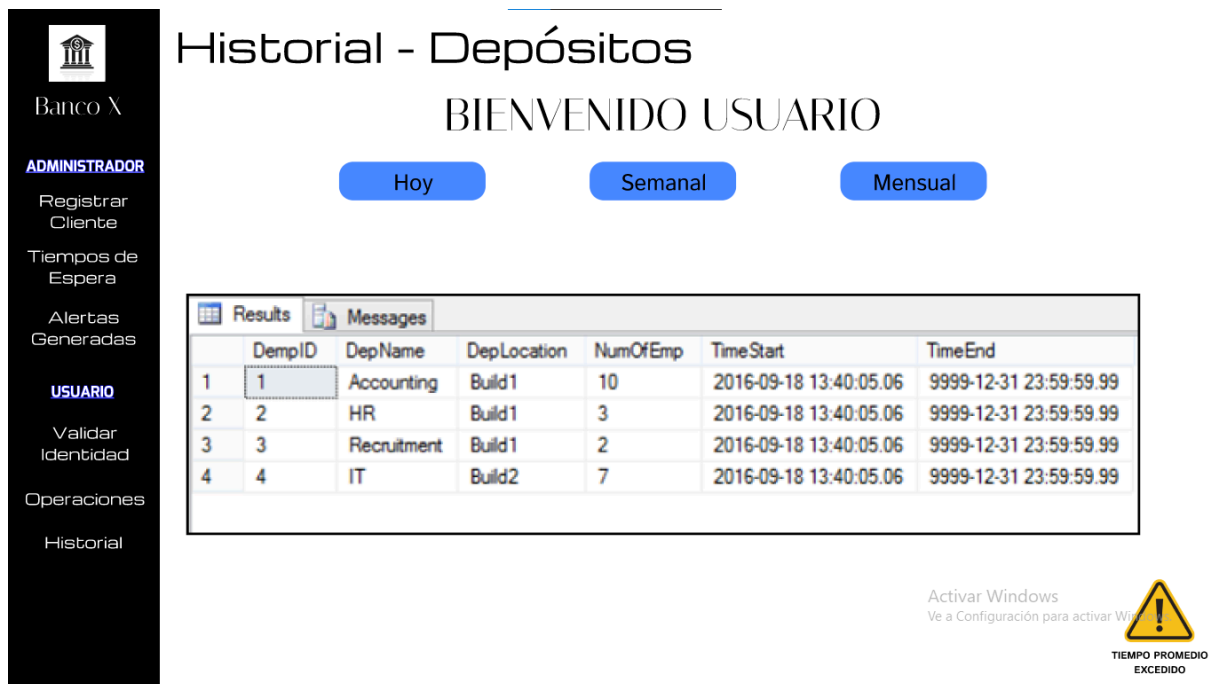 Historial - Depósitos
Banco X
BIENVENIDO USUARIO
ADMINISTRADOR
Registrar
Cliente
Tiempos de
Espera
Alertas
Generadas
USUARIO
Validar
Identidad
Operaciones
Historial
Hoy Semanal Mensual
Results Messages
DempID DepName DepLocation NumOfEmp TimeStart TimeEnd
1 1 Accounting Build1 10 2016-09-18 13:40:05.06 9999-12-31 23:59:59.99
2 2 HR Build1 3 2016-09-18 13:40:05.06 9999-12-31 23:59:59.99
3 3 Recruitment Build1 2 2016-09-18 13:40:05.06 9999-12-31 23:59:59.99
4 4 IT Build2 7 2016-09-18 13:40:05.06 9999-12-31 23:59:59.99
Activar Windows
Ve a Configuración para activar Windows.
TIEMPO PROMEDIO
EXCEDIDO